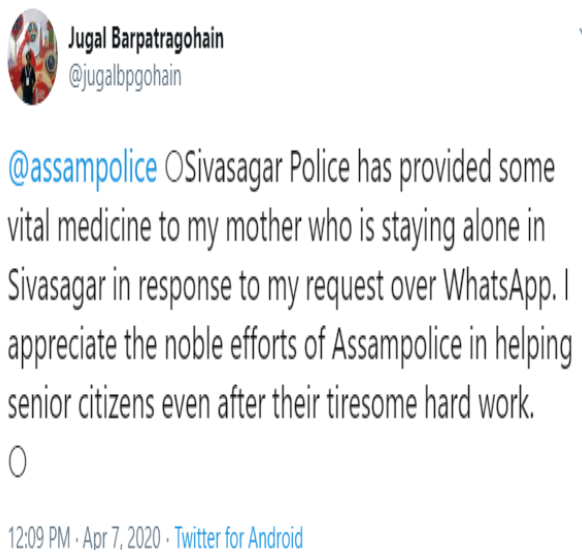 Jugal Barpatragohain
@jugalbpgohain
@assampolice OSivasagar Police has provided some
vital medicine to my mother who is staying alone in
Sivasagar in response to my request over WhatsApp. I
appreciate the noble efforts of Assampolice in helping
senior citizens even after their tiresome hard work.
O
12:09 PM · Apr 7, 2020 · Twitter for Android